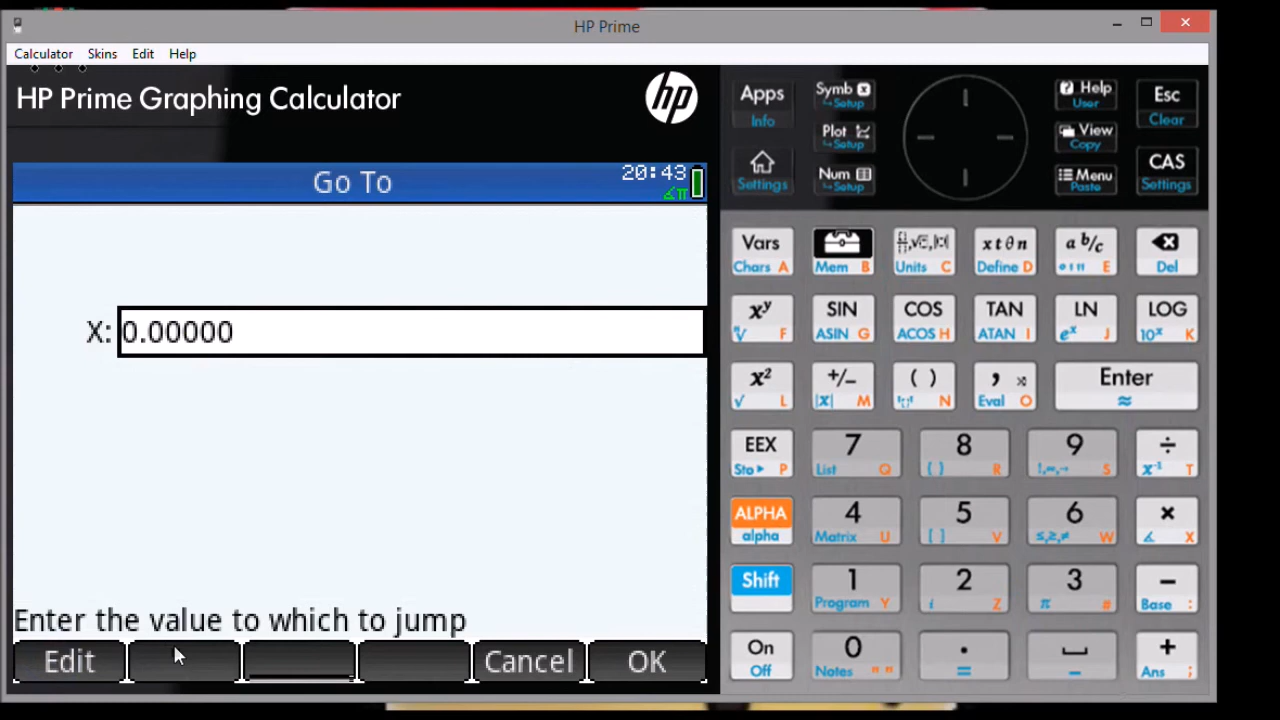 HP Prime
Calculator Skins Edit Help
HP Prime Graphing Calculator
hp
Go To
20:43
∡π
X: 0.00000
Enter the value to which to jump
Edit Cancel OK
Apps
Info
Symb
Setup
Plot
Setup
Num
Setup
Settings
Help
User
View
Copy
Menu
Paste
Esc
Clear
CAS
Settings
Vars
Chars A
Mem B
Units C
x t θ n
Define D
a b/c
E
Del
x^y
F
SIN
ASIN G
COS
ACOS H
TAN
ATAN I
LN
e^x J
LOG
10^x K
x²
√ L
+/−
|x| M
( )
N
,
Eval O
Enter
≈
EEX
Sto ▸ P
7
List Q
8
{ } R
9
!,∞,→ S
÷
x⁻¹ T
ALPHA
alpha
4
Matrix U
5
[ ] V
6
≤,≥,≠ W
×
∡ X
Shift
1
Program Y
2
i Z
3
π #
−
Base :
On
Off
0
Notes " "
.
=
_
+
Ans ;